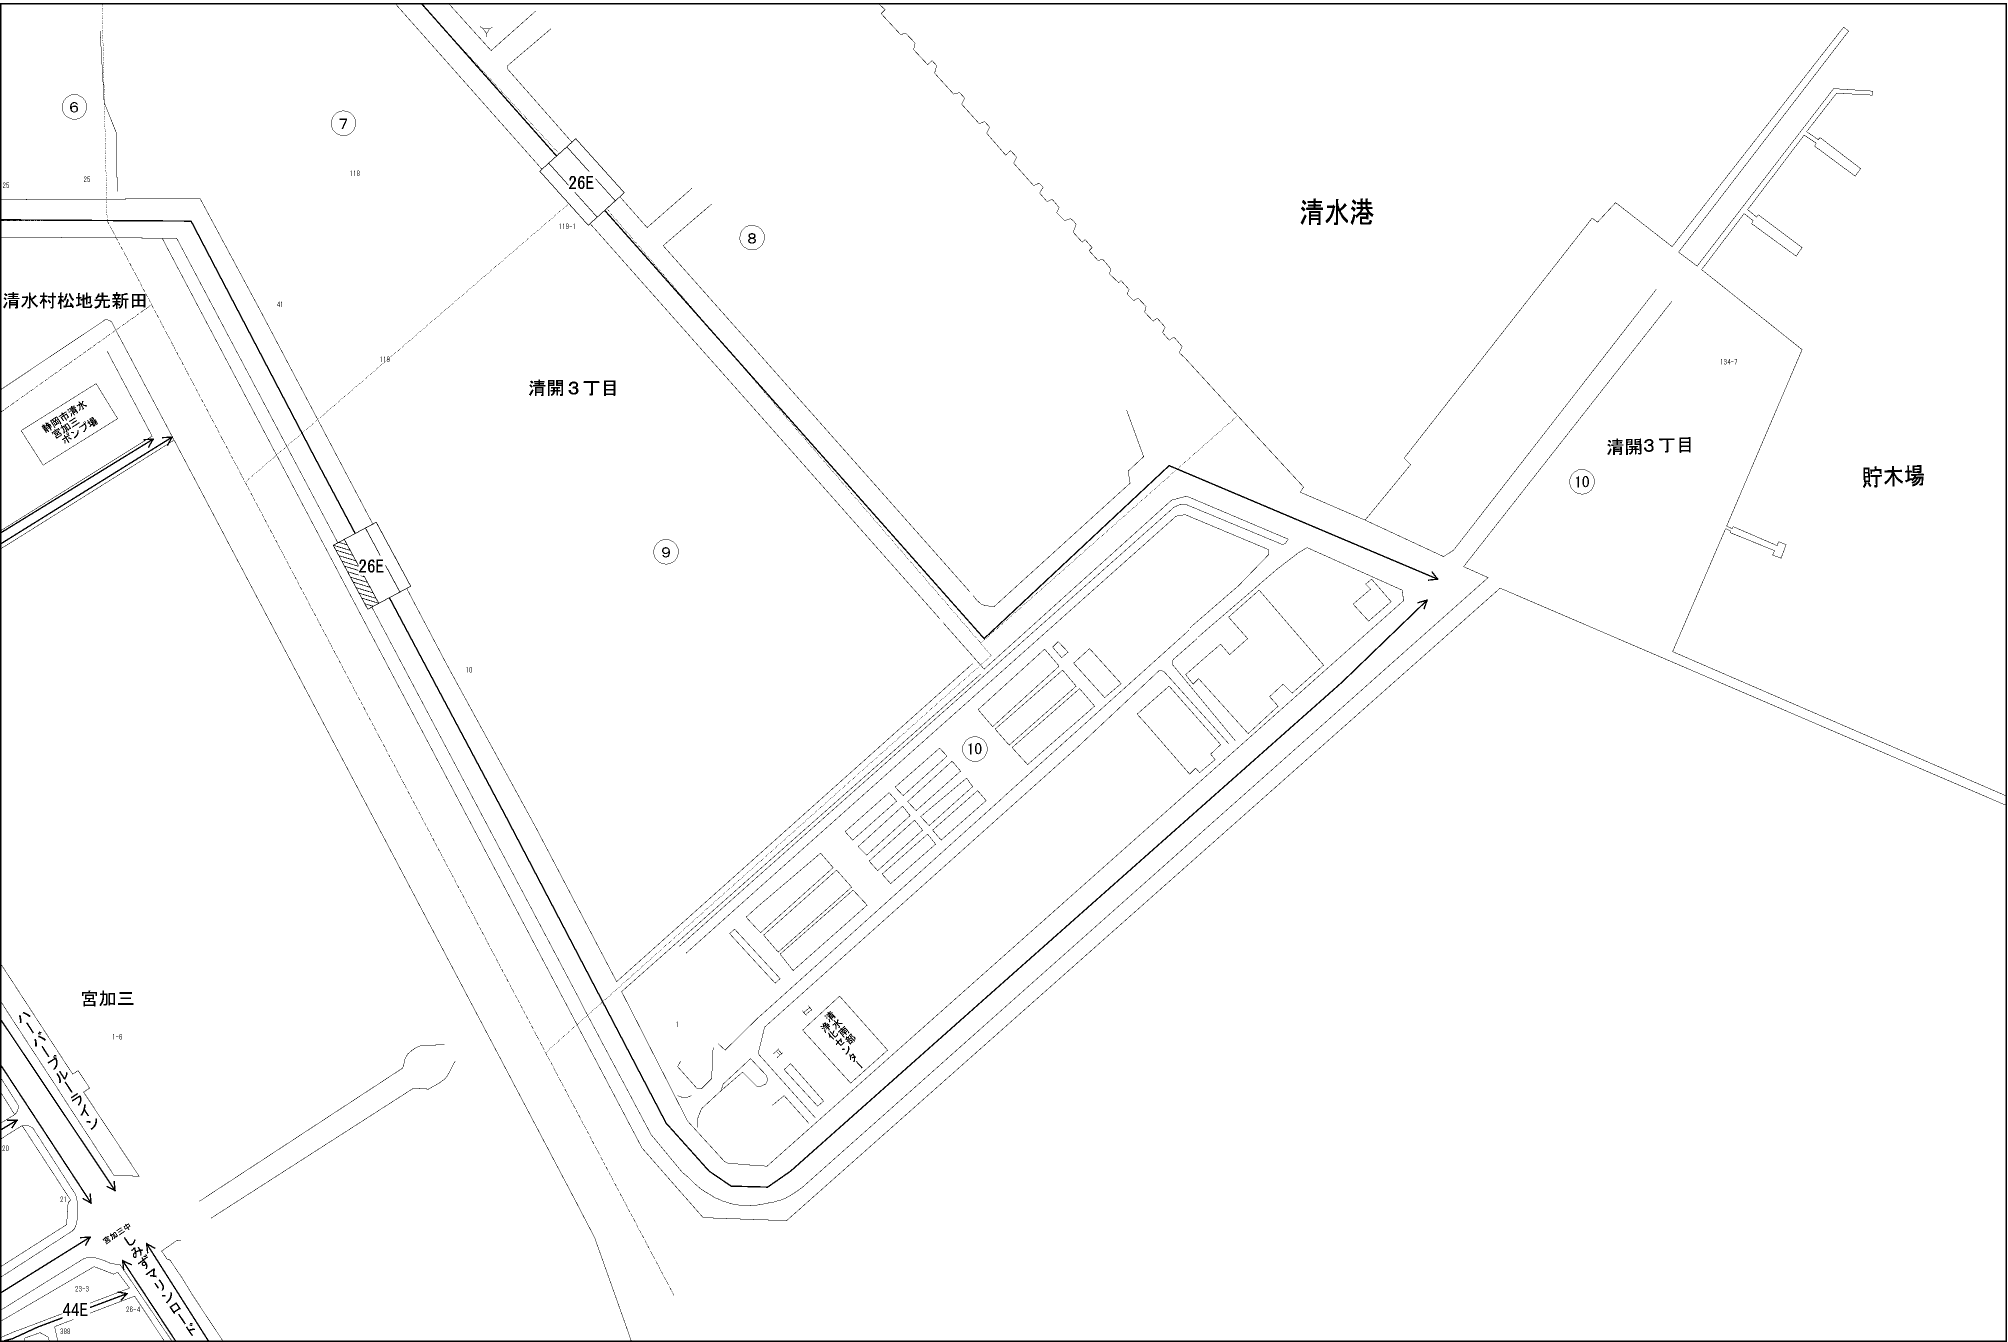 6
7
118
25
25
26E
119-1
8
清水港
41
清水村松地先新田
119
清開3丁目
134-7
静岡市清水
宮加三
ポンプ場
清開3丁目
10
貯木場
9
26E
10
10
宮加三
1
1-6
ハーバーブルーライン
清水南部
浄化センター
20
21
宮加三中
しみずマリンロード
23-3
44E
26-4
388